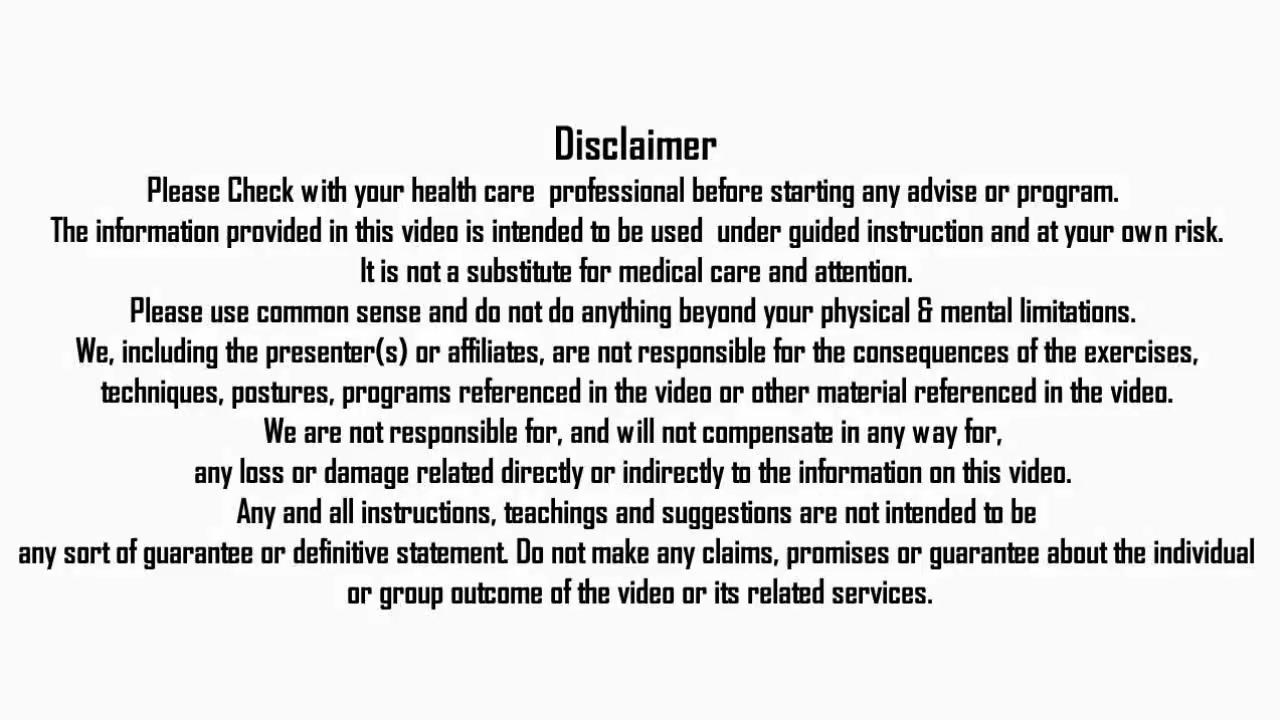 Disclaimer
Please Check with your health care professional before starting any advise or program.
The information provided in this video is intended to be used under guided instruction and at your own risk.
It is not a substitute for medical care and attention.
Please use common sense and do not do anything beyond your physical & mental limitations.
We, including the presenter(s) or affiliates, are not responsible for the consequences of the exercises,
techniques, postures, programs referenced in the video or other material referenced in the video.
We are not responsible for, and will not compensate in any way for,
any loss or damage related directly or indirectly to the information on this video.
Any and all instructions, teachings and suggestions are not intended to be
any sort of guarantee or definitive statement. Do not make any claims, promises or guarantee about the individual
or group outcome of the video or its related services.